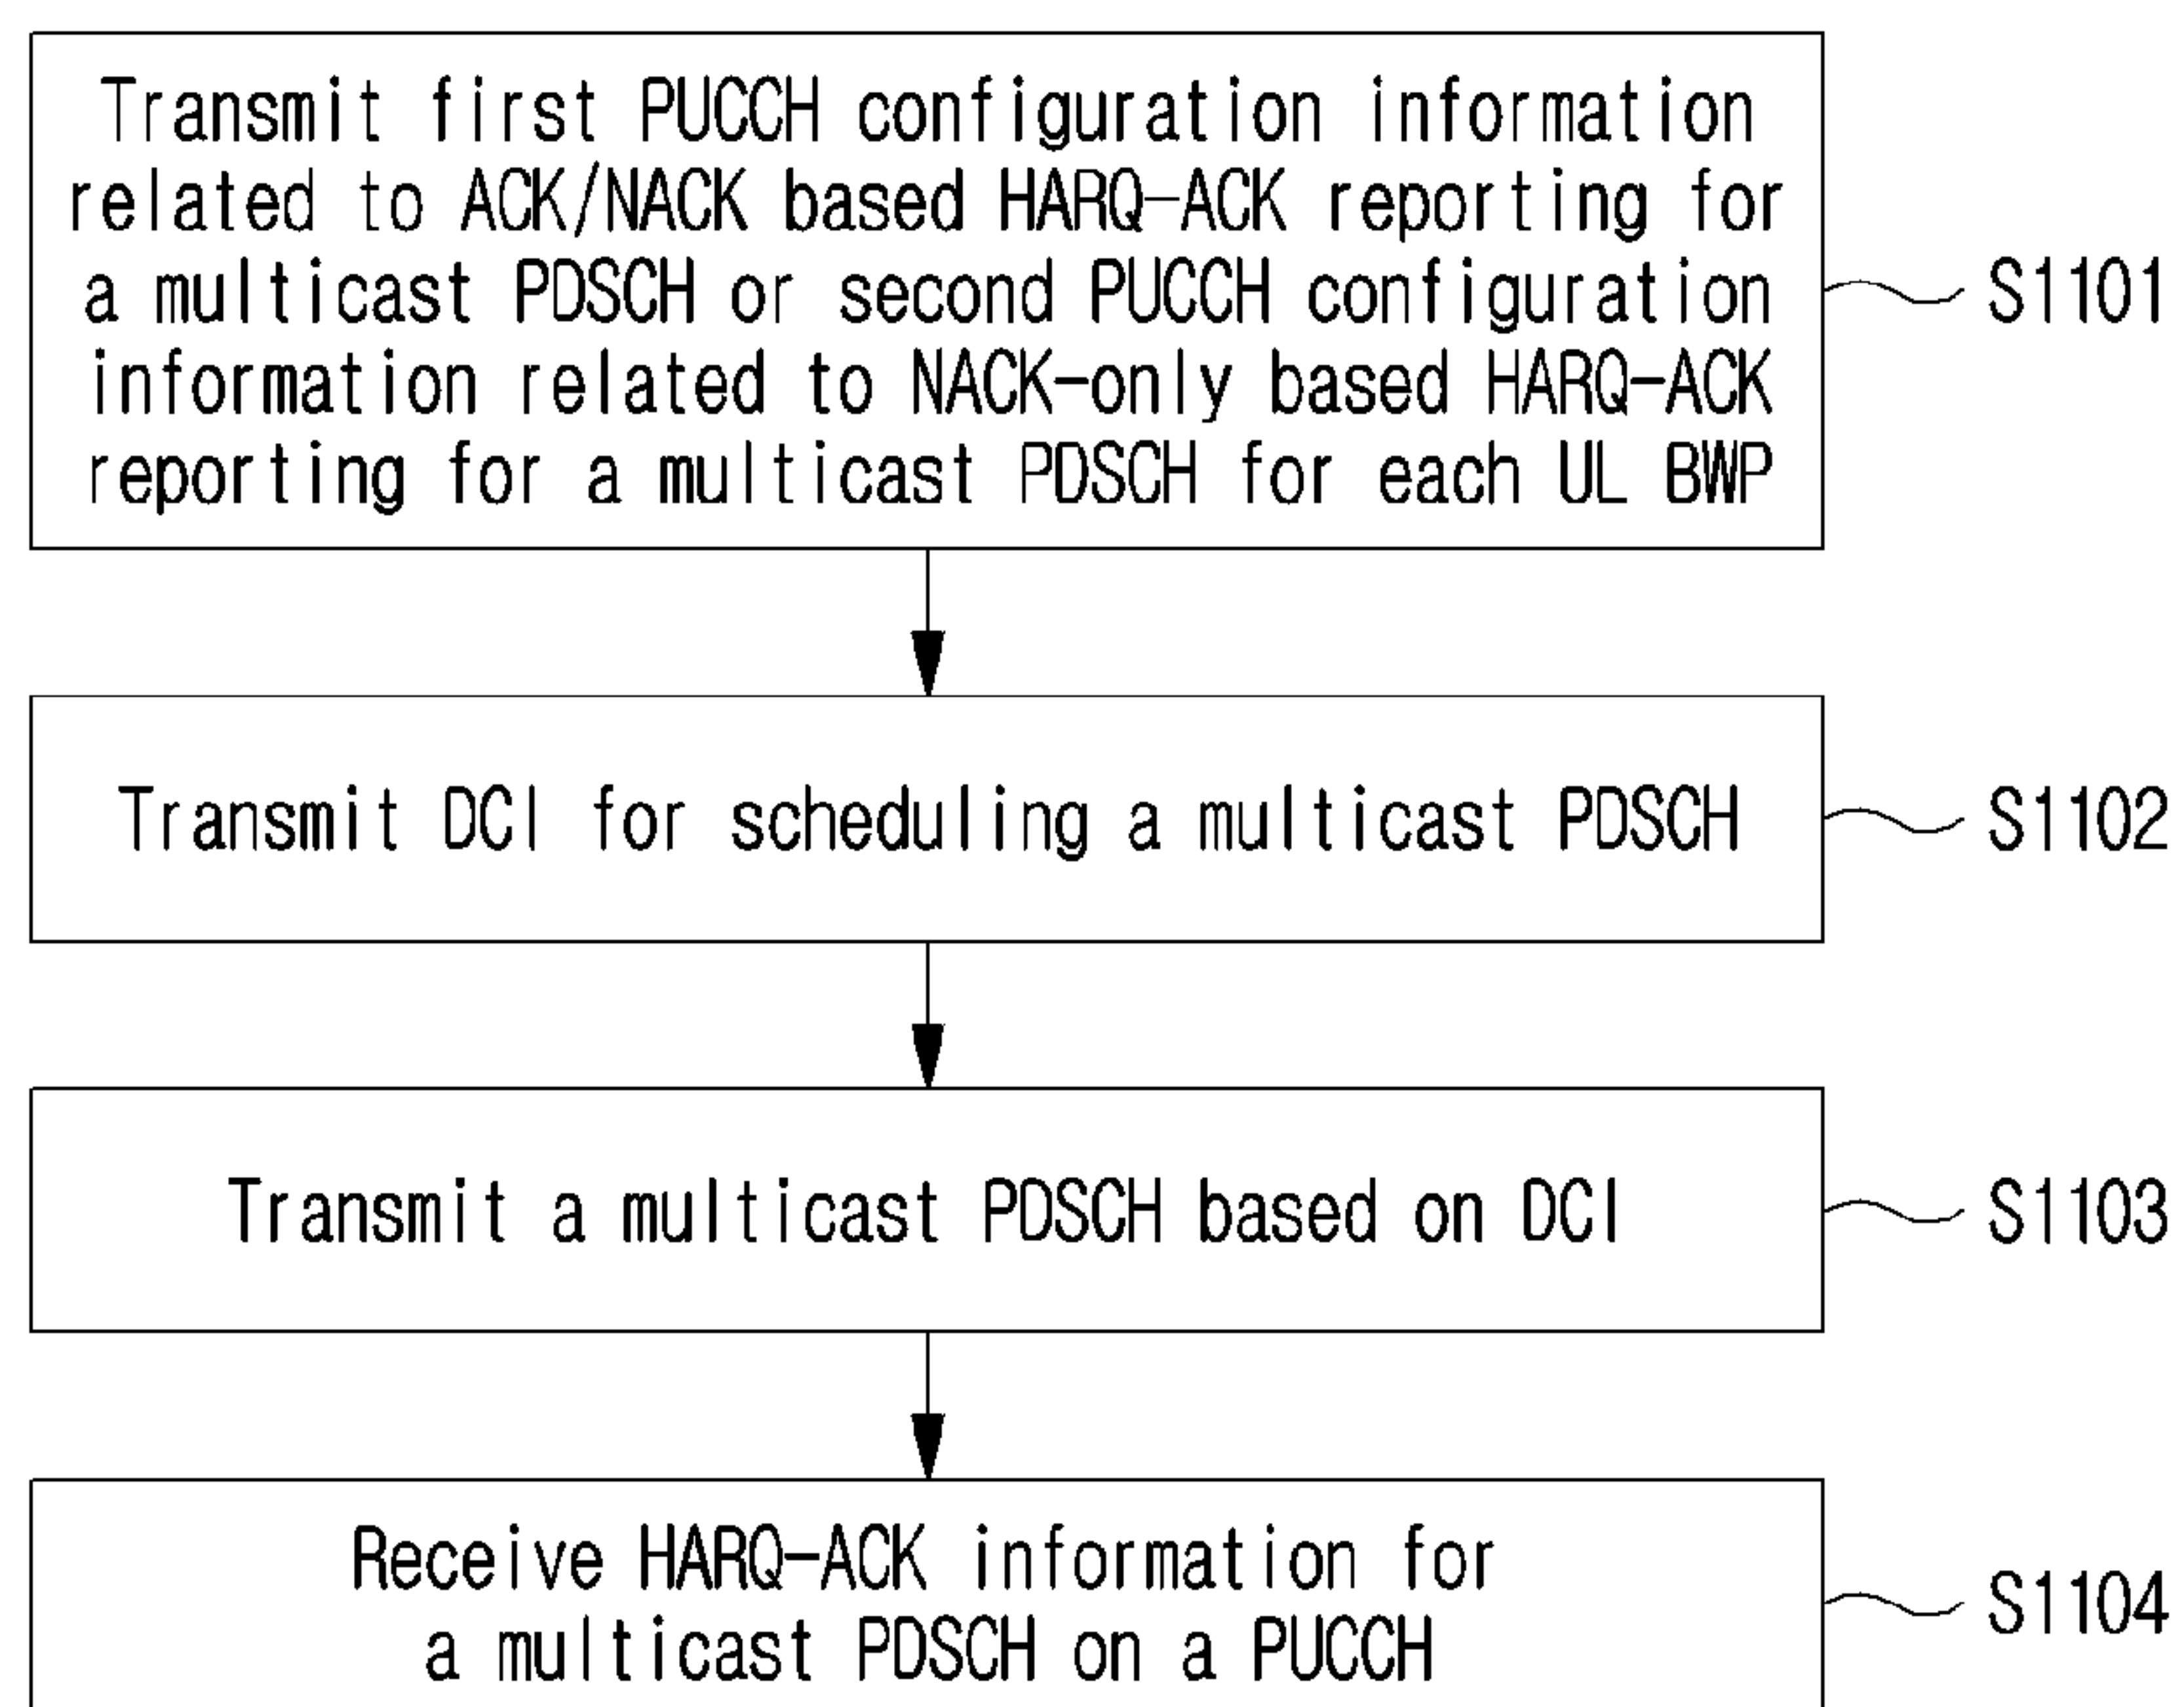 Transmit first PUCCH configuration information
related to ACK/NACK based HARQ-ACK reporting for
a multicast PDSCH or second PUCCH configuration
information related to NACK-only based HARQ-ACK
reporting for a multicast PDSCH for each UL BWP
S1101
Transmit DCI for scheduling a multicast PDSCH
S1102
Transmit a multicast PDSCH based on DCI
S1103
Receive HARQ-ACK information for
a multicast PDSCH on a PUCCH
S1104